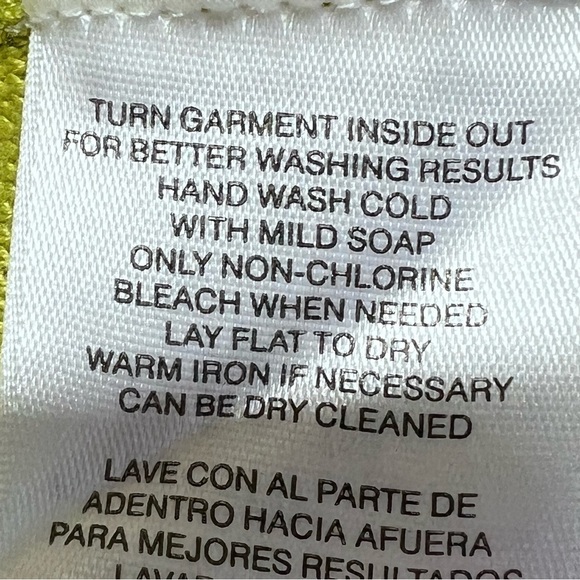 TURN GARMENT INSIDE OUT
FOR BETTER WASHING RESULTS
HAND WASH COLD
WITH MILD SOAP
ONLY NON-CHLORINE
BLEACH WHEN NEEDED
LAY FLAT TO DRY
WARM IRON IF NECESSARY
CAN BE DRY CLEANED
LAVE CON AL PARTE DE
ADENTRO HACIA AFUERA
PARA MEJORES RESULTADOS